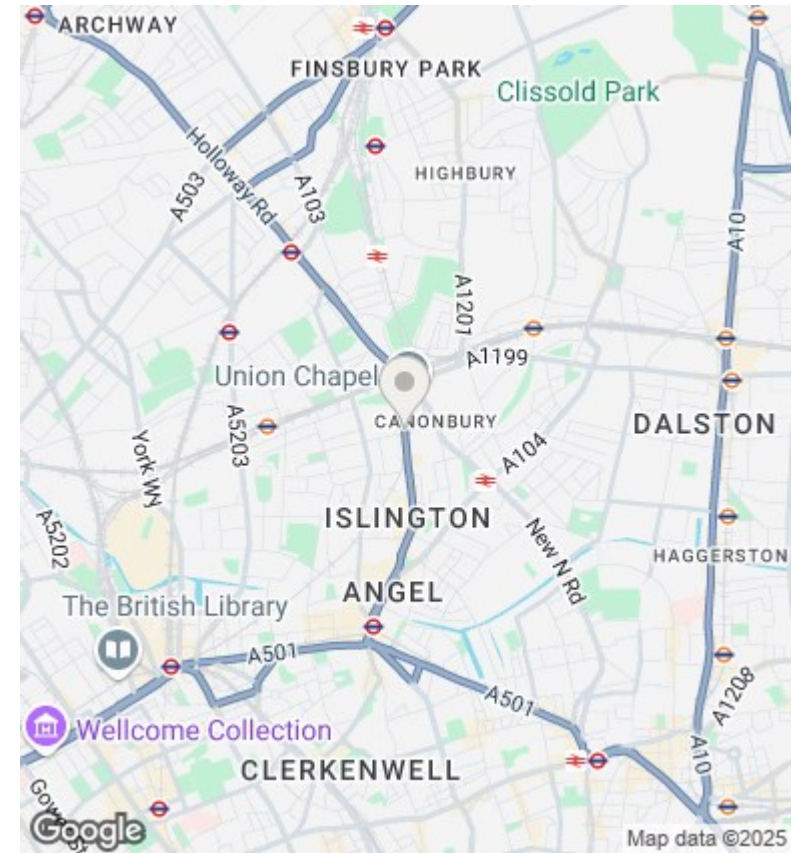 ARCHWAY
FINSBURY PARK
Clissold Park
Holloway Rd
A503
A103
HIGHBURY
A10
A1201
Union Chapel
A1199
CANONBURY
DALSTON
A5203
York Wy
A104
A5202
ISLINGTON
New N Rd
HAGGERSTON
ANGEL
The British Library
A501
A501
A1208
Wellcome Collection
A10
CLERKENWELL
Gower St
Google
Map data ©2025